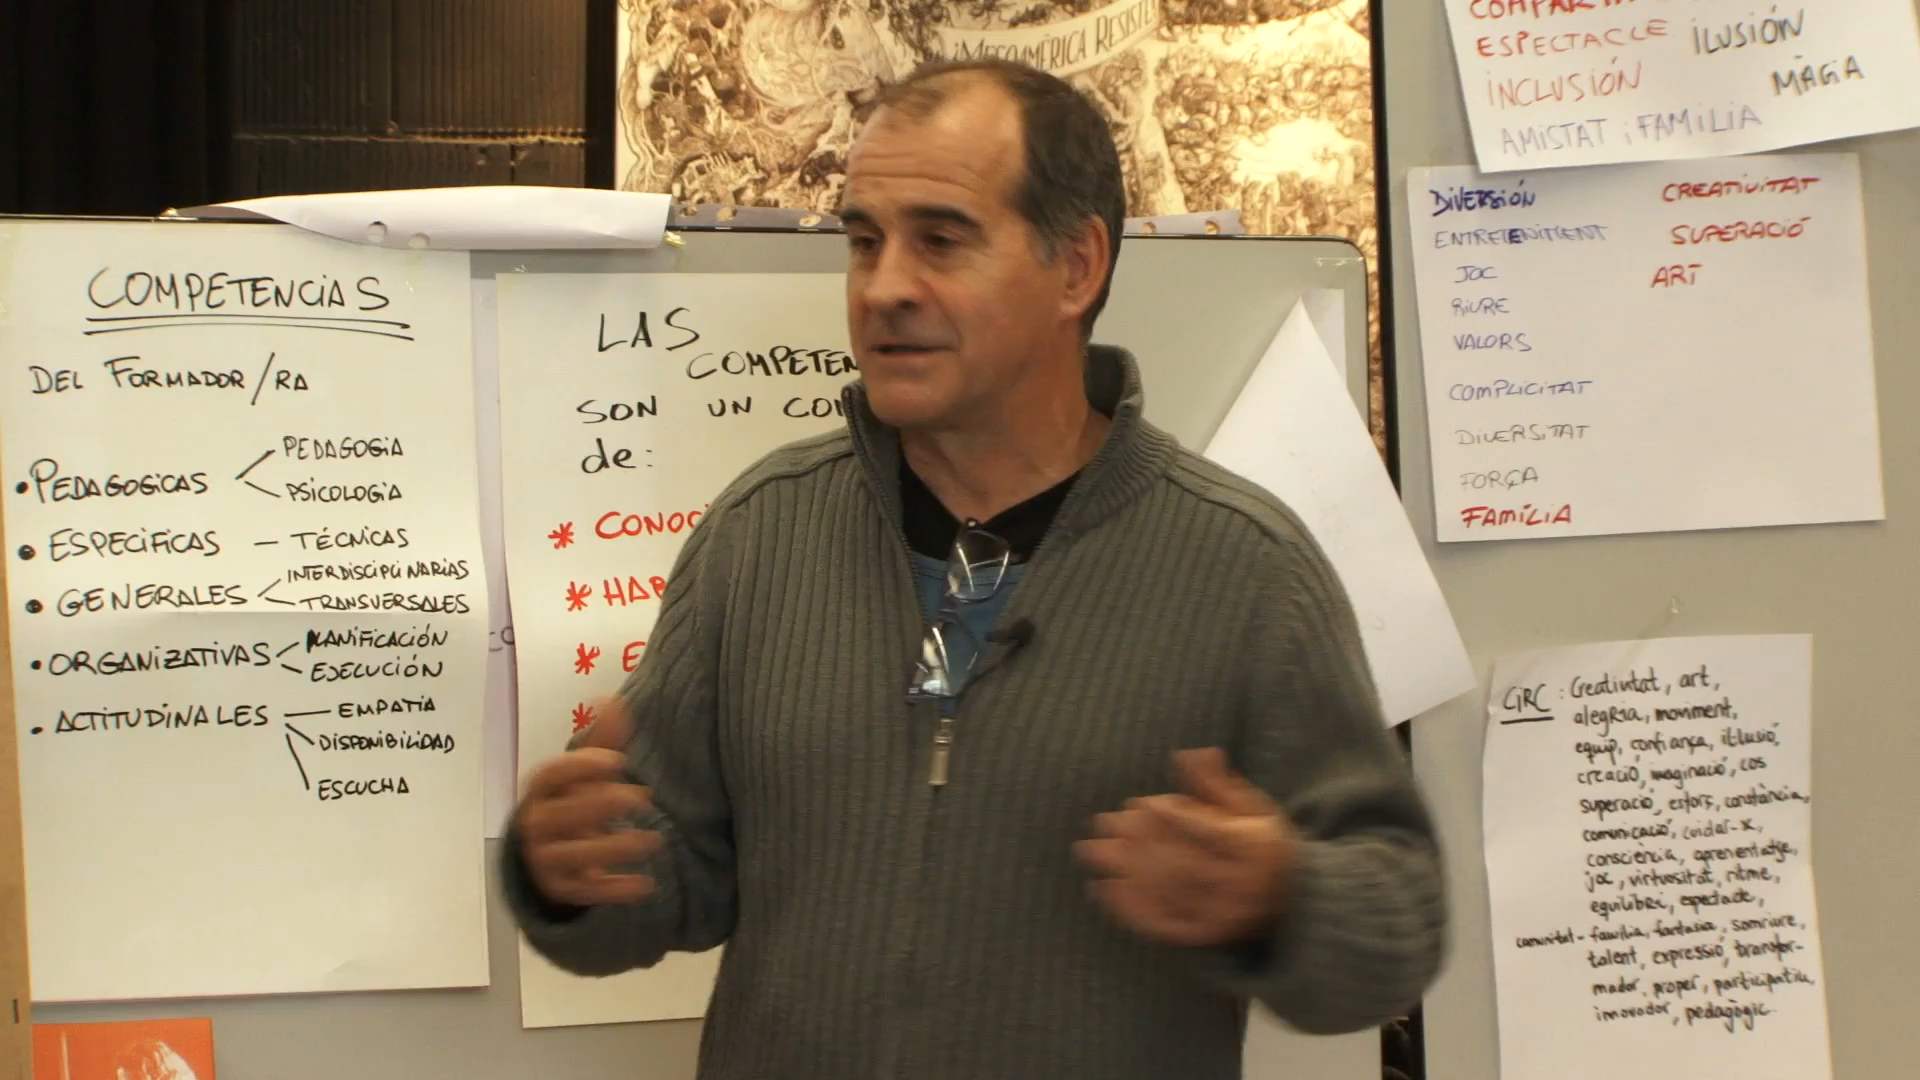 ¡MESOAMÉRICA RESISTE
COMPETENCIAS
DEL FORMADOR/RA
• PEDAGOGICAS
PEDAGOGIA
PSICOLOGIA
• ESPECIFICAS — TÉCNICAS
• GENERALES
INTERDISCIPLINARIAS
TRANSVERSALES
• ORGANIZATIVAS
PLANIFICACIÓN
EJECUCIÓN
• ACTITUDINALES
EMPATIA
DISPONIBILIDAD
ESCUCHA
LAS
COMPETEN
SON UN CON
de:
* CONOC
* HAB
* E
*
ESPECTACLE ILUSIÓN
INCLUSIÓN MÀGIA
AMISTAT i FAMILIA
DIVERSIÓN
ENTRETENIMENT
JOC
RIURE
VALORS
COMPLICITAT
DIVERSITAT
FORÇA
FAMÍLIA
CREATIVITAT
SUPERACIÓ
ART
CIRC: Creativitat, art,
alegria, moviment,
equip, confiança, il·lusió,
creació, imaginació, cos
superació, esforç, constància,
comunicació, cuidar-x,
consciència, aprenentatge,
joc, virtuositat, ritme,
equilibri, espectacle,
comunitat - família, fantasia, somriure,
talent, expressió, transfor-
mador, proper, participatiu,
innovador, pedagògic.